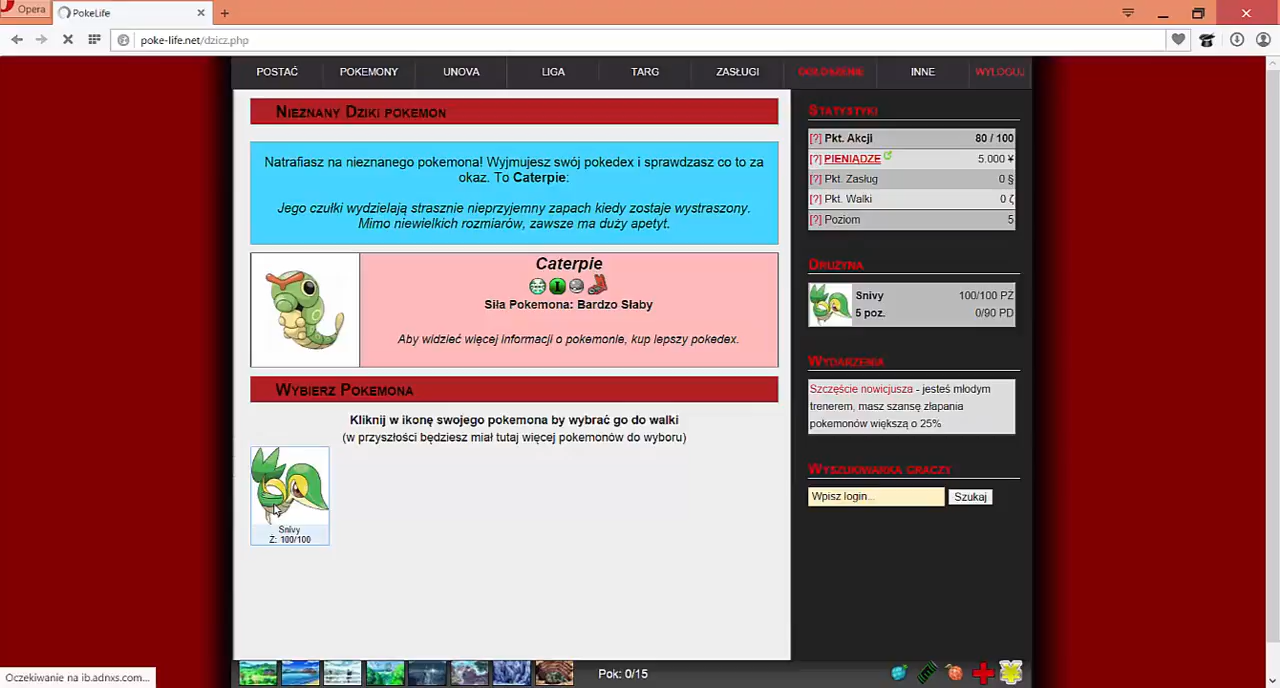 Opera
PokeLife
poke-life.net/dzicz.php
POSTAĆ
POKEMONY
UNOVA
LIGA
TARG
ZASŁUGI
OGŁOSZENIE
INNE
WYLOGUJ
Nieznany Dziki pokemon
Natrafiasz na nieznanego pokemona! Wyjmujesz swój pokedex i sprawdzasz co to za
okaz. To Caterpie:
Jego czułki wydzielają strasznie nieprzyjemny zapach kiedy zostaje wystraszony.
Mimo niewielkich rozmiarów, zawsze ma duży apetyt.
Caterpie
Siła Pokemona: Bardzo Słaby
Aby widzieć więcej informacji o pokemonie, kup lepszy pokedex.
Wybierz Pokemona
Kliknij w ikonę swojego pokemona by wybrać go do walki
(w przyszłości będziesz miał tutaj więcej pokemonów do wyboru)
Snivy
Ż: 100/100
Statystyki
[?] Pkt. Akcji 80 / 100
[?] PIENIĄDZE 5.000 ¥
[?] Pkt. Zasług 0 §
[?] Pkt. Walki 0 ζ
[?] Poziom 5
Drużyna
Snivy 100/100 PŻ
5 poz. 0/90 PD
Wydarzenia
Szczęście nowicjusza - jesteś młodym
trenerem, masz szansę złapania
pokemonów większą o 25%
Wyszukiwarka graczy
Wpisz login...
Szukaj
Pok: 0/15
Oczekiwanie na ib.adnxs.com...